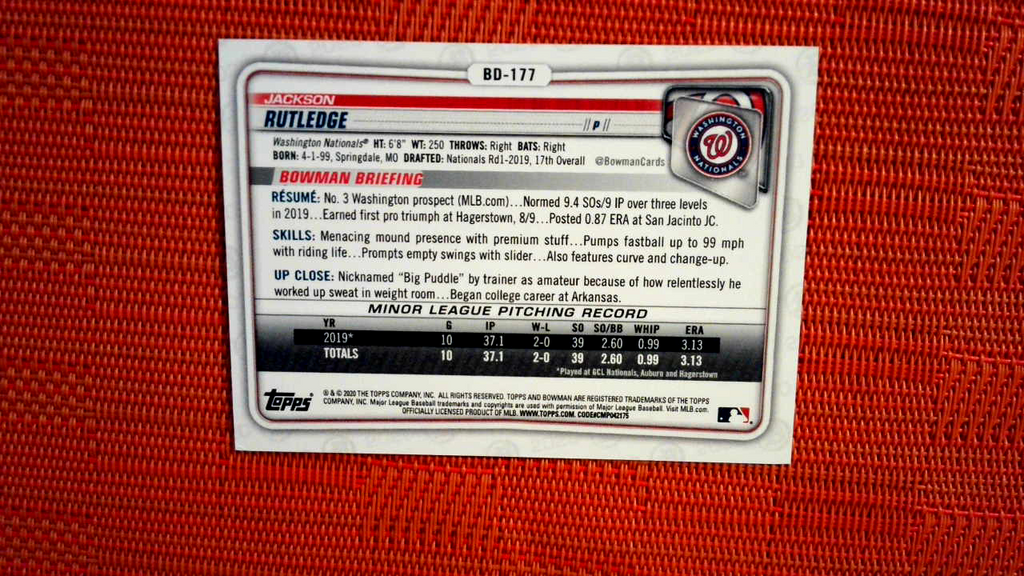 BD-177
JACKSON
RUTLEDGE
// P //
WASHINGTON NATIONALS
W
Washington Nationals® HT: 6'8" WT: 250 THROWS: Right BATS: Right
BORN: 4-1-99, Springdale, MO DRAFTED: Nationals Rd1-2019, 17th Overall @BowmanCards
BOWMAN BRIEFING
RÉSUMÉ: No. 3 Washington prospect (MLB.com)...Normed 9.4 SOs/9 IP over three levels
in 2019...Earned first pro triumph at Hagerstown, 8/9...Posted 0.87 ERA at San Jacinto JC.
SKILLS: Menacing mound presence with premium stuff...Pumps fastball up to 99 mph
with riding life...Prompts empty swings with slider...Also features curve and change-up.
UP CLOSE: Nicknamed “Big Puddle” by trainer as amateur because of how relentlessly he
worked up sweat in weight room...Began college career at Arkansas.
MINOR LEAGUE PITCHING RECORD
YR G IP W-L SO SO/BB WHIP ERA
2019* 10 37.1 2-0 39 2.60 0.99 3.13
TOTALS 10 37.1 2-0 39 2.60 0.99 3.13
*Played at GCL Nationals, Auburn and Hagerstown
Topps
® & © 2020 THE TOPPS COMPANY, INC. ALL RIGHTS RESERVED. TOPPS AND BOWMAN ARE REGISTERED TRADEMARKS OF THE TOPPS
COMPANY, INC. Major League Baseball trademarks and copyrights are used with permission of Major League Baseball. Visit MLB.com.
OFFICIALLY LICENSED PRODUCT OF MLB. WWW.TOPPS.COM. CODE#CMP042175